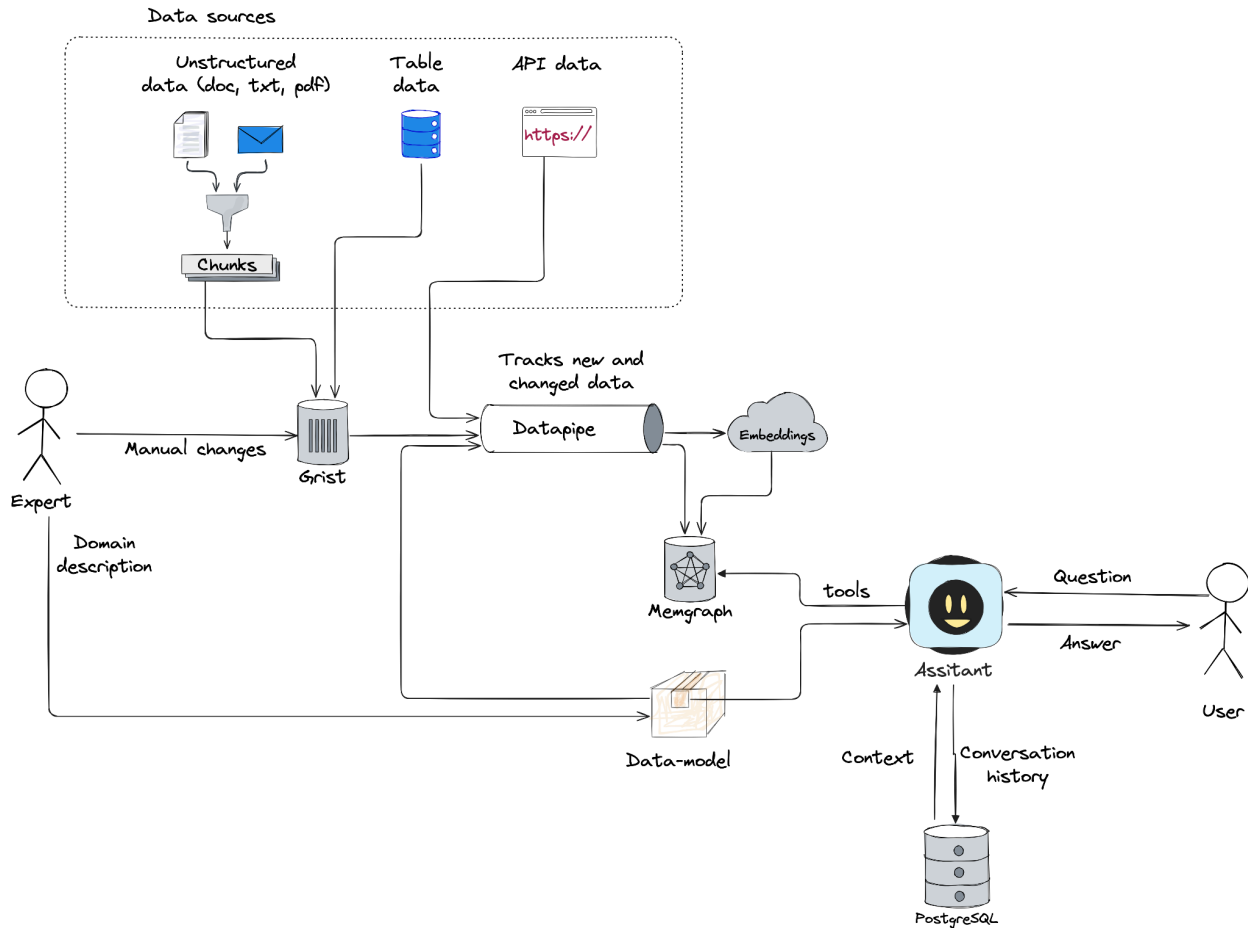 Data sources
Unstructured
data (doc, txt, pdf)
Table
data
API data
https://
Chunks
Tracks new and
changed data
Datapipe
Embeddings
Manual changes
Grist
Expert
Domain
description
Memgraph
tools
Question
Answer
Assitant
User
Data-model
Context
Conversation
history
PostgreSQL